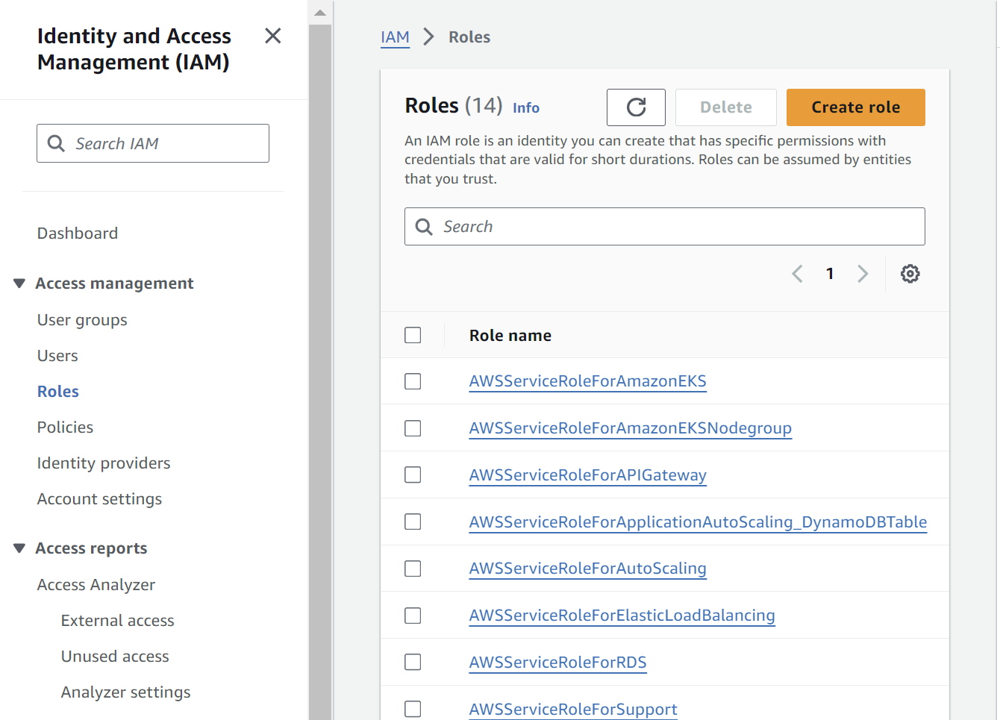 Identity and Access
Management (IAM)
Search IAM
Dashboard
Access management
User groups
Users
Roles
Policies
Identity providers
Account settings
Access reports
Access Analyzer
External access
Unused access
Analyzer settings
IAM > Roles
Roles (14) Info
Delete
Create role
An IAM role is an identity you can create that has specific permissions with
credentials that are valid for short durations. Roles can be assumed by entities
that you trust.
Search
1
Role name
AWSServiceRoleForAmazonEKS
AWSServiceRoleForAmazonEKSNodegroup
AWSServiceRoleForAPIGateway
AWSServiceRoleForApplicationAutoScaling_DynamoDBTable
AWSServiceRoleForAutoScaling
AWSServiceRoleForElasticLoadBalancing
AWSServiceRoleForRDS
AWSServiceRoleForSupport